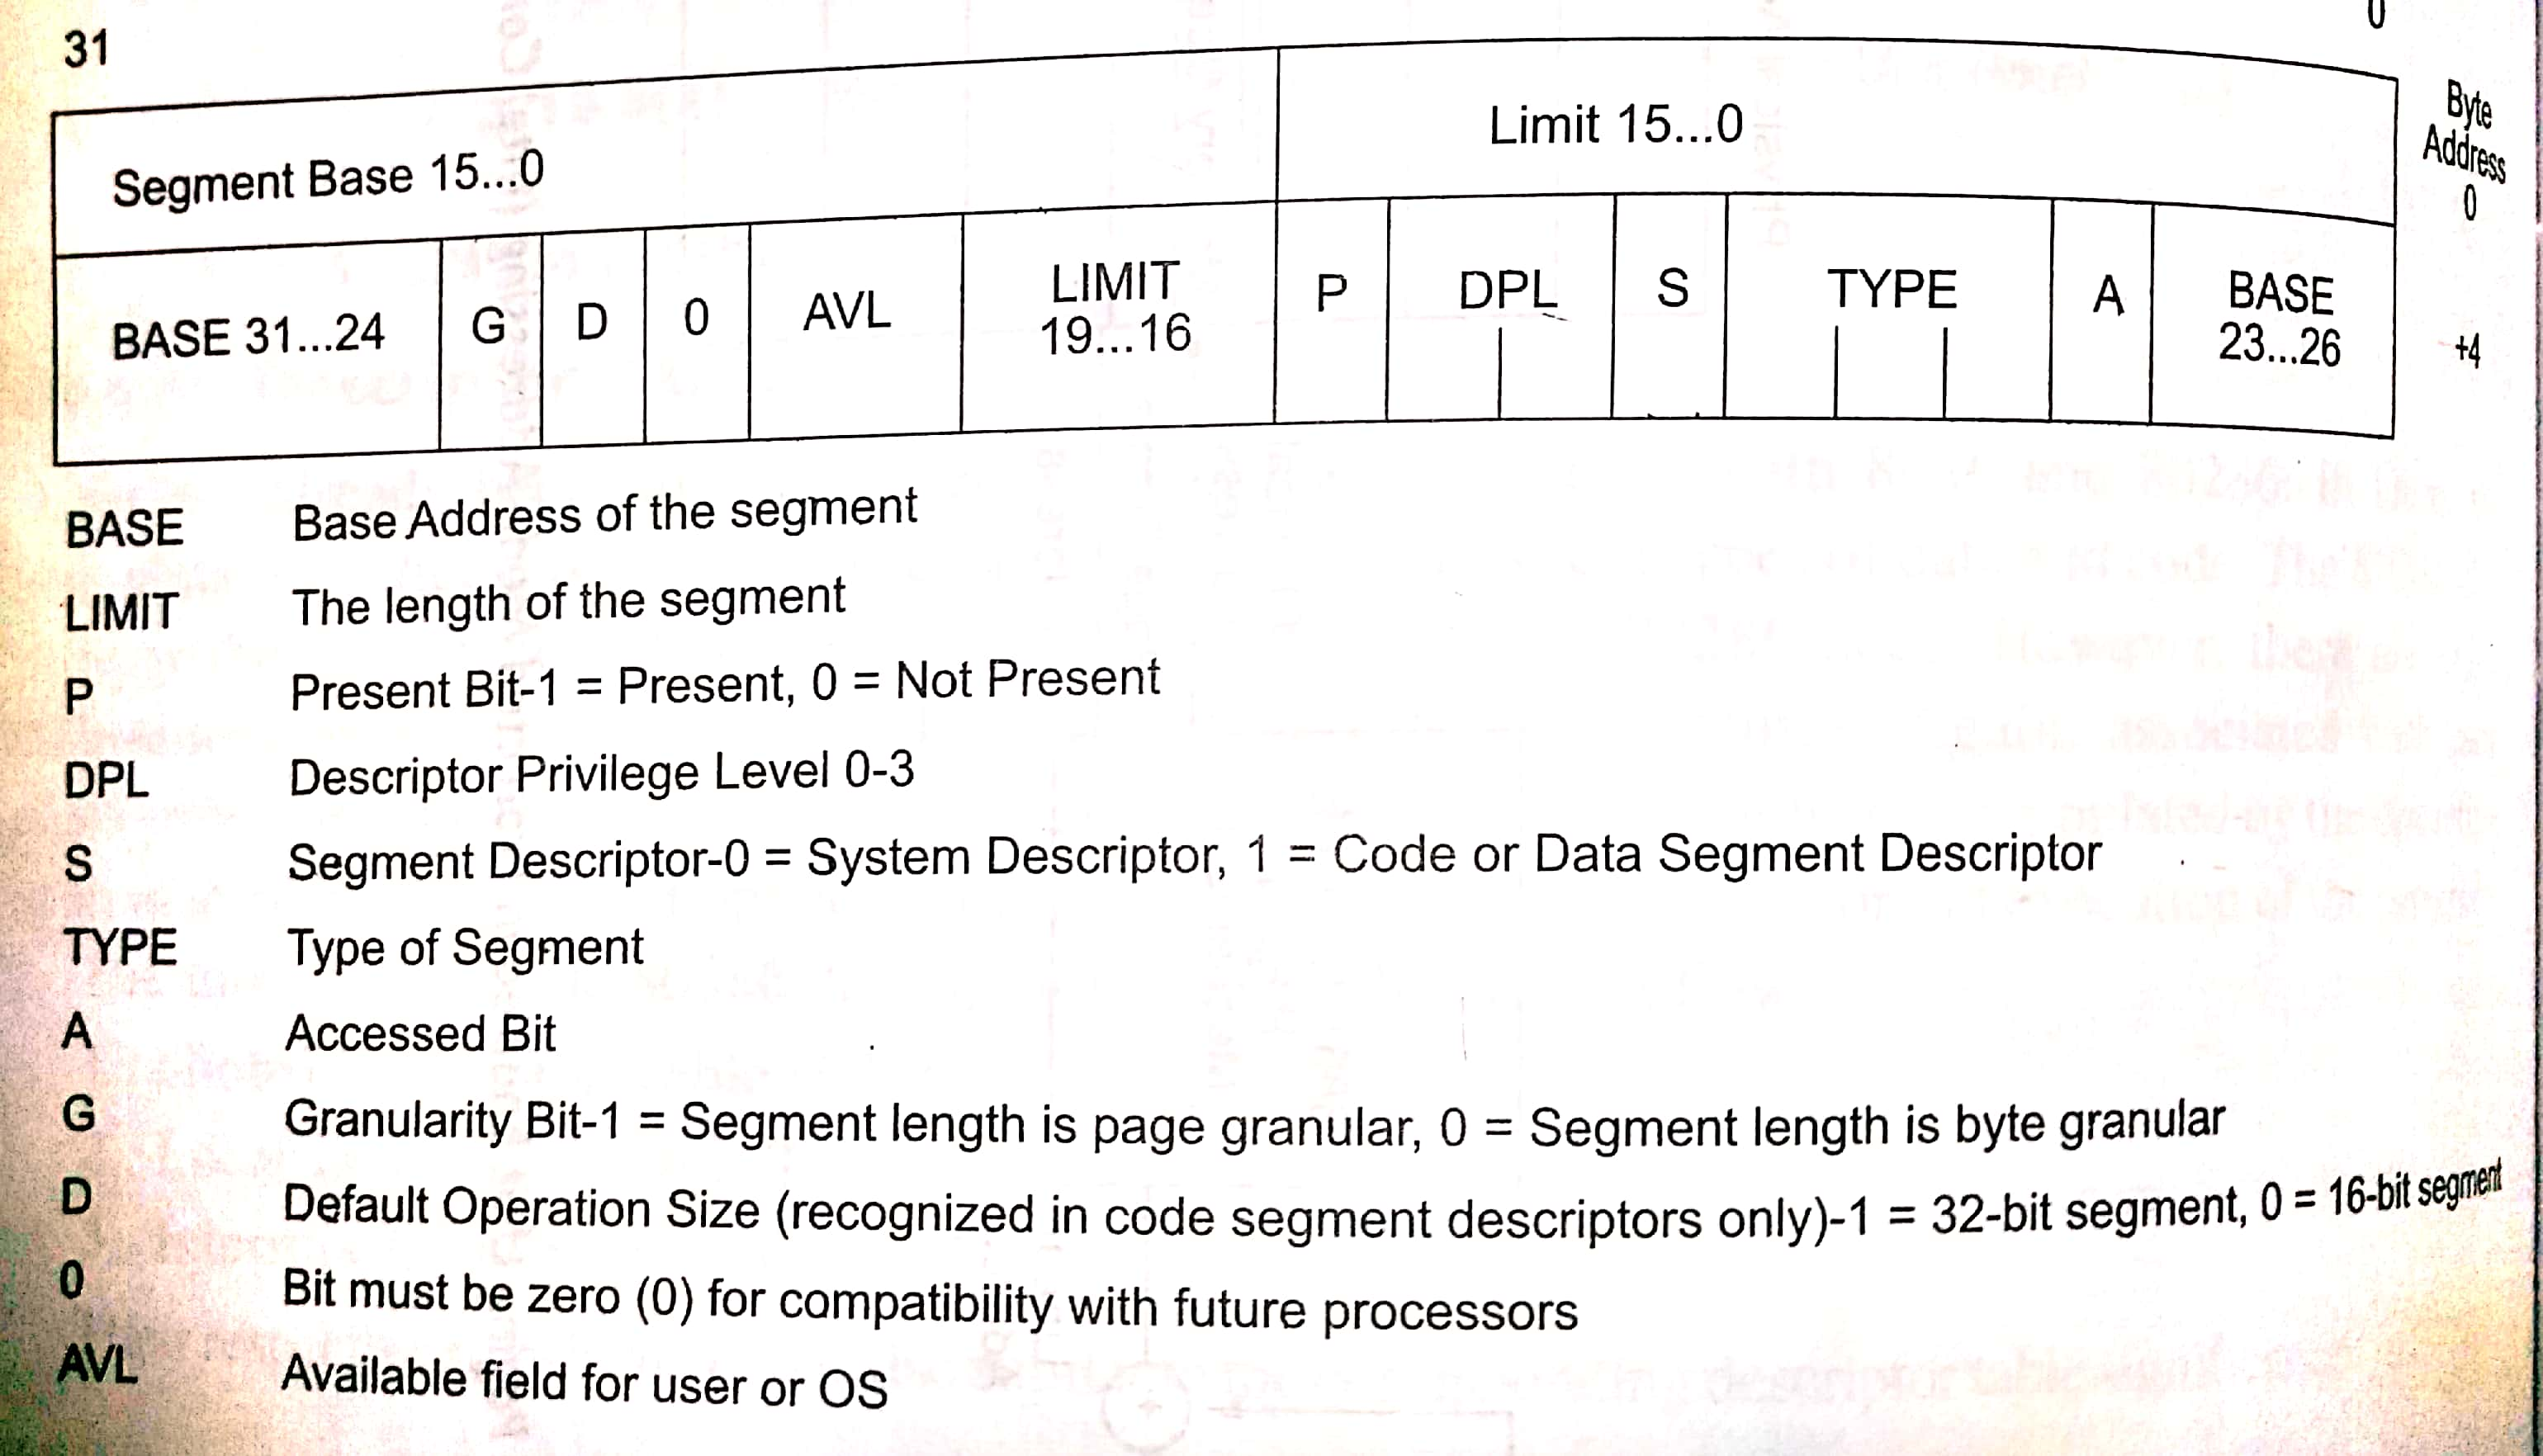 31
0
Segment Base 15...0
Limit 15...0
Byte
Address
0
BASE 31...24
G
D
0
AVL
LIMIT
19...16
P
DPL
S
TYPE
A
BASE
23...26
+4
BASE Base Address of the segment
LIMIT The length of the segment
P Present Bit-1 = Present, 0 = Not Present
DPL Descriptor Privilege Level 0-3
S Segment Descriptor-0 = System Descriptor, 1 = Code or Data Segment Descriptor
TYPE Type of Segment
A Accessed Bit
G Granularity Bit-1 = Segment length is page granular, 0 = Segment length is byte granular
D Default Operation Size (recognized in code segment descriptors only)-1 = 32-bit segment, 0 = 16-bit segment
0 Bit must be zero (0) for compatibility with future processors
AVL Available field for user or OS